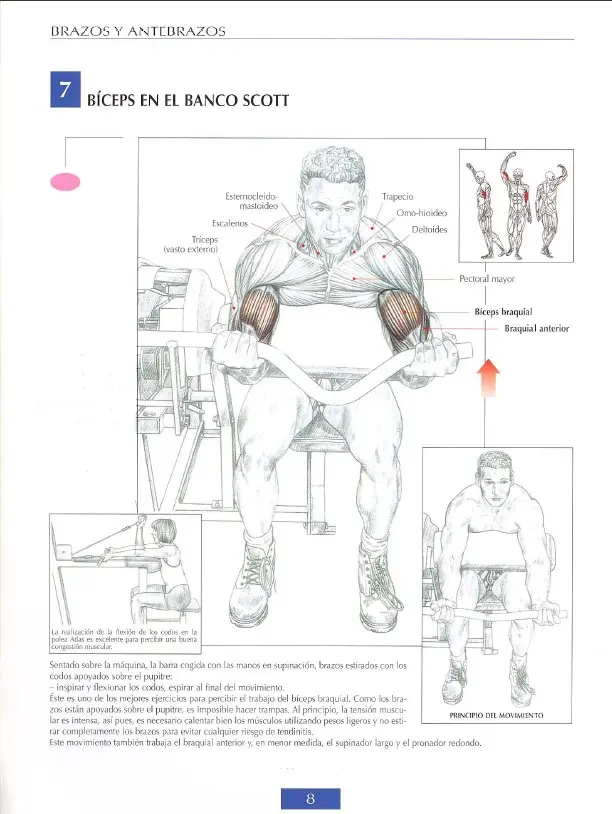 BRAZOS Y ANTEBRAZOS
7
BÍCEPS EN EL BANCO SCOTT
Esternocleido-
mastoideo
Escalenos
Tríceps
(vasto externo)
Trapecio
Omo-hioideo
Deltoides
Pectoral mayor
Bíceps braquial
Braquial anterior
La realización de la flexión de los codos en la
polea Atlas es excelente para percibir una buena
congestión muscular.
PRINCIPIO DEL MOVIMIENTO
Sentado sobre la máquina, la barra cogida con las manos en supinación, brazos estirados con los
codos apoyados sobre el pupitre:
– inspirar y flexionar los codos, espirar al final del movimiento.
Éste es uno de los mejores ejercicios para percibir el trabajo del bíceps braquial. Como los bra-
zos están apoyados sobre el pupitre, es imposible hacer trampas. Al principio, la tensión muscu-
lar es intensa, así pues, es necesario calentar bien los músculos utilizando pesos ligeros y no esti-
rar completamente los brazos para evitar cualquier riesgo de tendinitis.
Este movimiento también trabaja el braquial anterior y, en menor medida, el supinador largo y el pronador redondo.
8